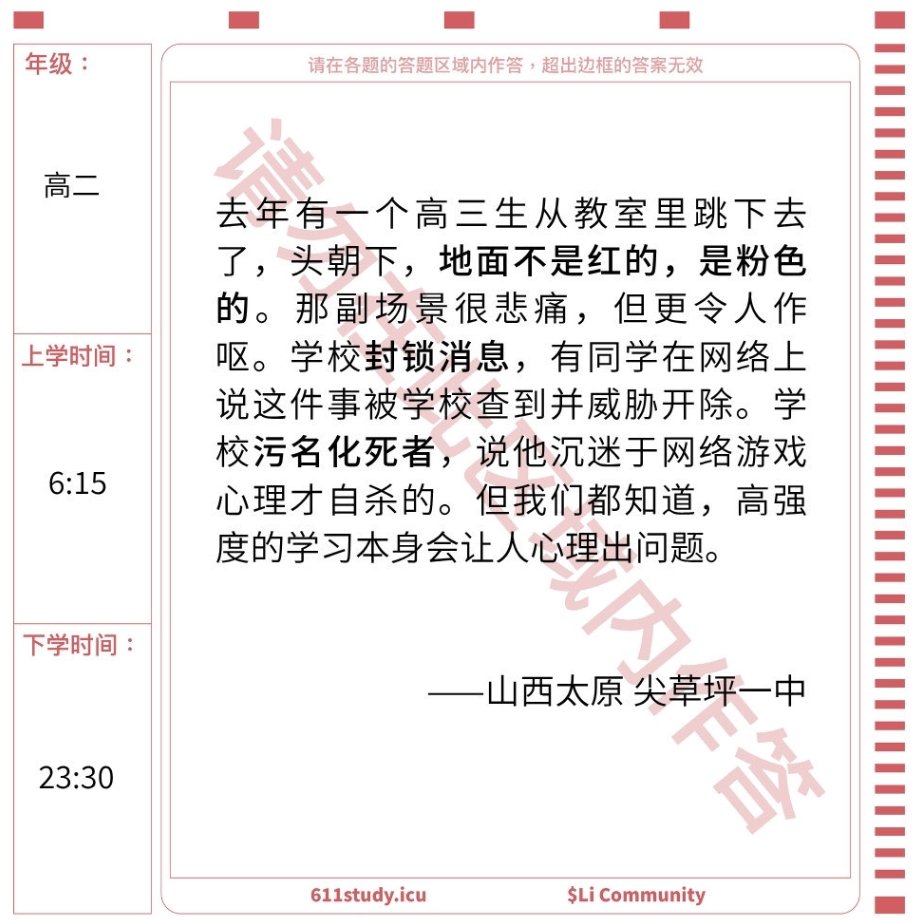 年级：
高二
上学时间：
6:15
下学时间：
23:30
请在各题的答题区域内作答，超出边框的答案无效
去年有一个高三生从教室里跳下去
了，头朝下，地面不是红的，是粉色
的。那副场景很悲痛，但更令人作
呕。学校封锁消息，有同学在网络上
说这件事被学校查到并威胁开除。学
校污名化死者，说他沉迷于网络游戏
心理才自杀的。但我们都知道，高强
度的学习本身会让人心理出问题。
——山西太原 尖草坪一中
请勿在此区域内作答
611study.icu
$Li Community